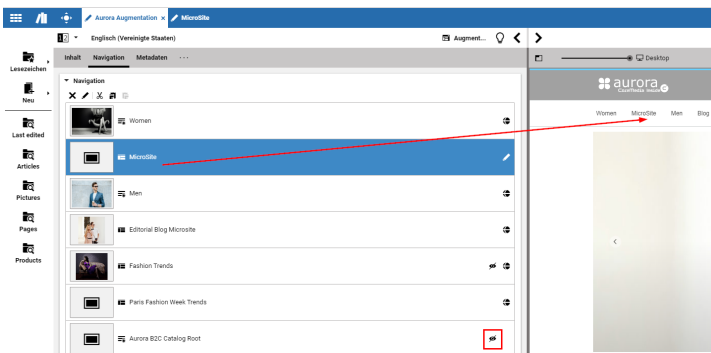 Aurora Augmentation × MicroSite
Englisch (Vereinigte Staaten) Augment...
Inhalt Navigation Metadaten ...
Desktop
Lesezeichen
Neu
Last edited
Articles
Pictures
Pages
Products
Navigation
Women
MicroSite
Men
Editorial Blog Microsite
Fashion Trends
Paris Fashion Week Trends
Aurora B2C Catalog Root
aurora
Women MicroSite Men Blog